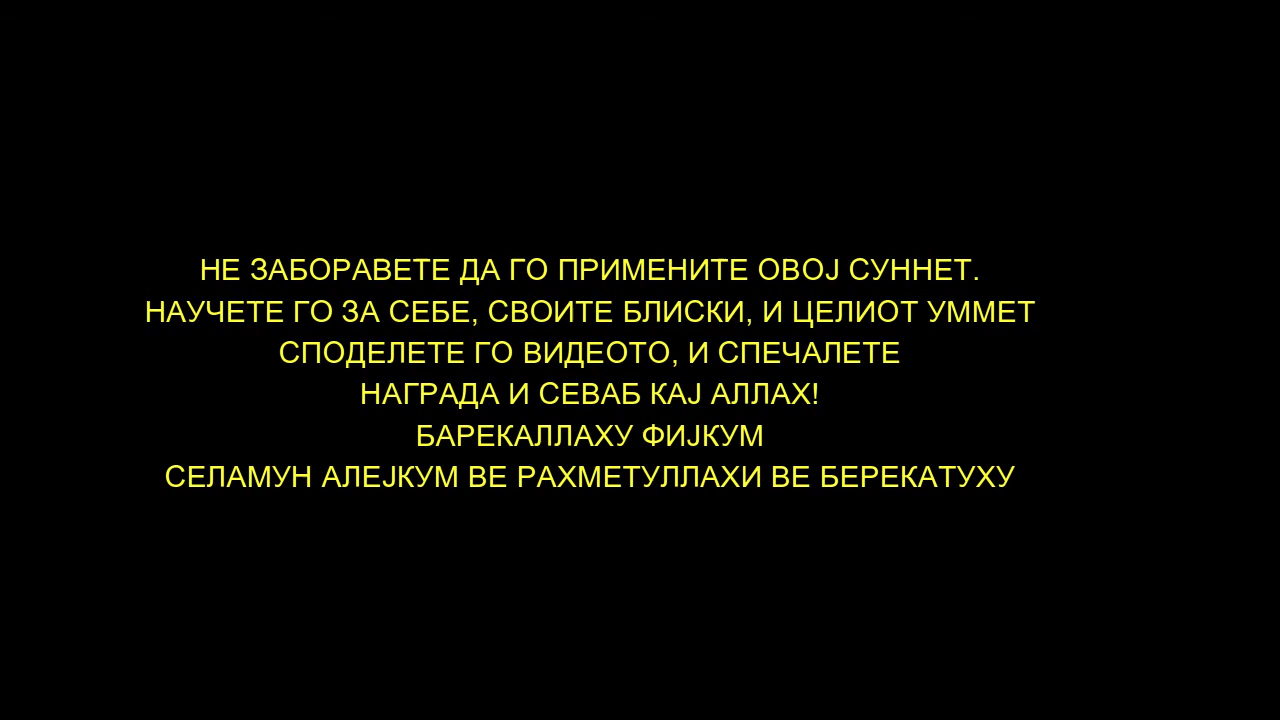 НЕ ЗАБОРАВЕТЕ ДА ГО ПРИМЕНИТЕ ОВОЈ СУННЕТ.
НАУЧЕТЕ ГО ЗА СЕБЕ, СВОИТЕ БЛИСКИ, И ЦЕЛИОТ УММЕТ
СПОДЕЛЕТЕ ГО ВИДЕОТО, И СПЕЧАЛЕТЕ
НАГРАДА И СЕВАБ КАЈ АЛЛАХ!
БАРЕКАЛЛАХУ ФИЈКУМ
СЕЛАМУН АЛЕЈКУМ ВЕ РАХМЕТУЛЛАХИ ВЕ БЕРЕКАТУХУ